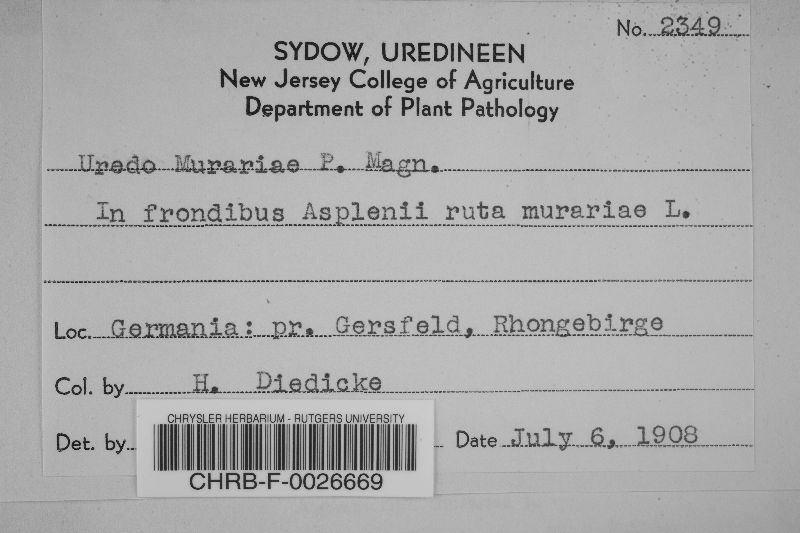 No. 2349
SYDOW, UREDINEEN
New Jersey College of Agriculture
Department of Plant Pathology
Uredo Murariae P. Magn.
In frondibus Asplenii ruta murariae L.
Loc. Germania: pr. Gersfeld, Rhongebirge
Col. by H. Diedicke
Det. by Date July 6, 1908
CHRYSLER HERBARIUM - RUTGERS UNIVERSITY
CHRB-F-0026669